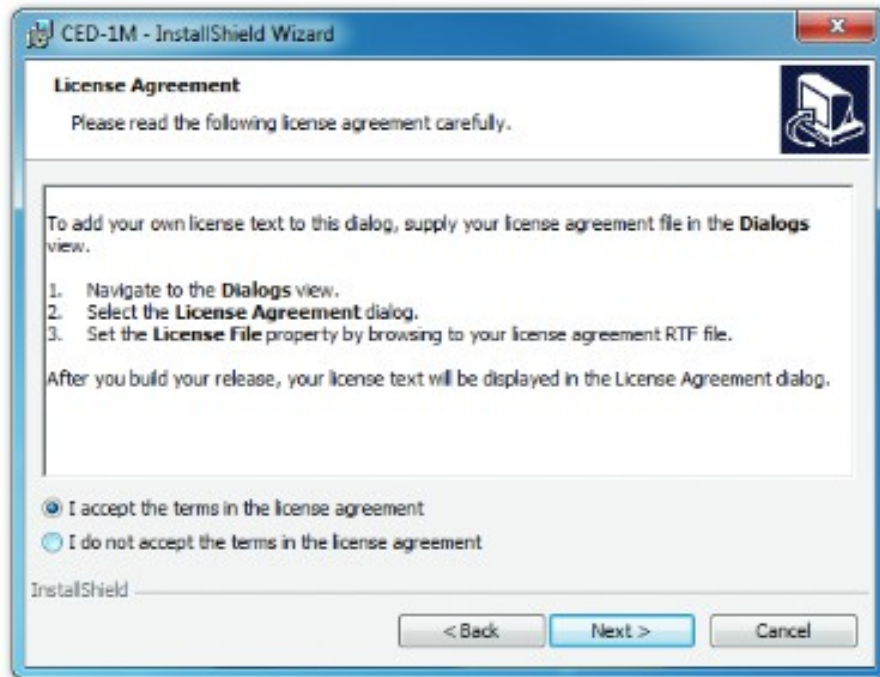 CED-1M - InstallShield Wizard
License Agreement
Please read the following license agreement carefully.
To add your own license text to this dialog, supply your license agreement file in the Dialogs
view.
1. Navigate to the Dialogs view.
2. Select the License Agreement dialog.
3. Set the License File property by browsing to your license agreement RTF file.
After you build your release, your license text will be displayed in the License Agreement dialog.
I accept the terms in the license agreement
I do not accept the terms in the license agreement
InstallShield
< Back Next > Cancel